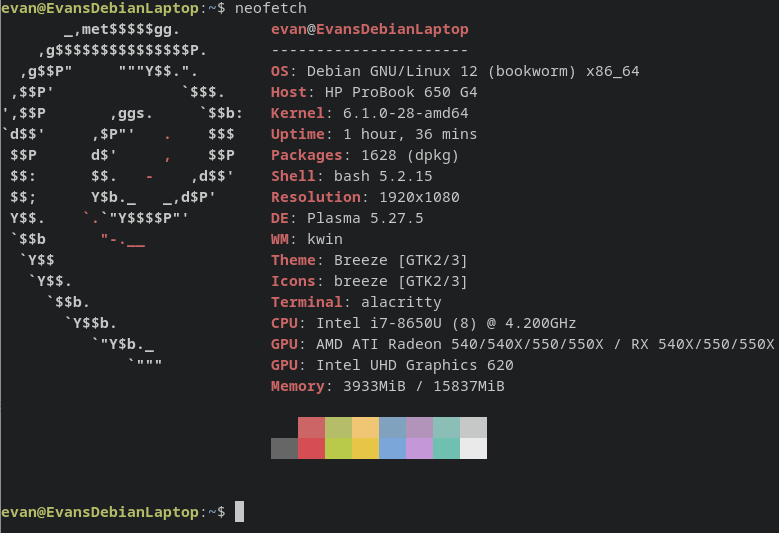 evan@EvansDebianLaptop:~$ neofetch
       _,met$$$$$gg.          evan@EvansDebianLaptop
    ,g$$$$$$$$$$$$$$$P.       ----------------------
  ,g$$P"     """Y$$.".        OS: Debian GNU/Linux 12 (bookworm) x86_64
 ,$$P'              `$$$.     Host: HP ProBook 650 G4
',$$P       ,ggs.     `$$b:   Kernel: 6.1.0-28-amd64
`d$$'     ,$P"'   .    $$$    Uptime: 1 hour, 36 mins
 $$P      d$'     ,    $$P    Packages: 1628 (dpkg)
 $$:      $$.   -    ,d$$'    Shell: bash 5.2.15
 $$;      Y$b._   _,d$P'      Resolution: 1920x1080
 Y$$.    `.`"Y$$$$P"'         DE: Plasma 5.27.5
 `$$b      "-.__              WM: kwin
  `Y$$                        Theme: Breeze [GTK2/3]
   `Y$$.                      Icons: breeze [GTK2/3]
     `$$b.                    Terminal: alacritty
       `Y$$b.                 CPU: Intel i7-8650U (8) @ 4.200GHz
          `"Y$b._             GPU: AMD ATI Radeon 540/540X/550/550X / RX 540X/550/550X
              `"""            GPU: Intel UHD Graphics 620
                              Memory: 3933MiB / 15837MiB
evan@EvansDebianLaptop:~$